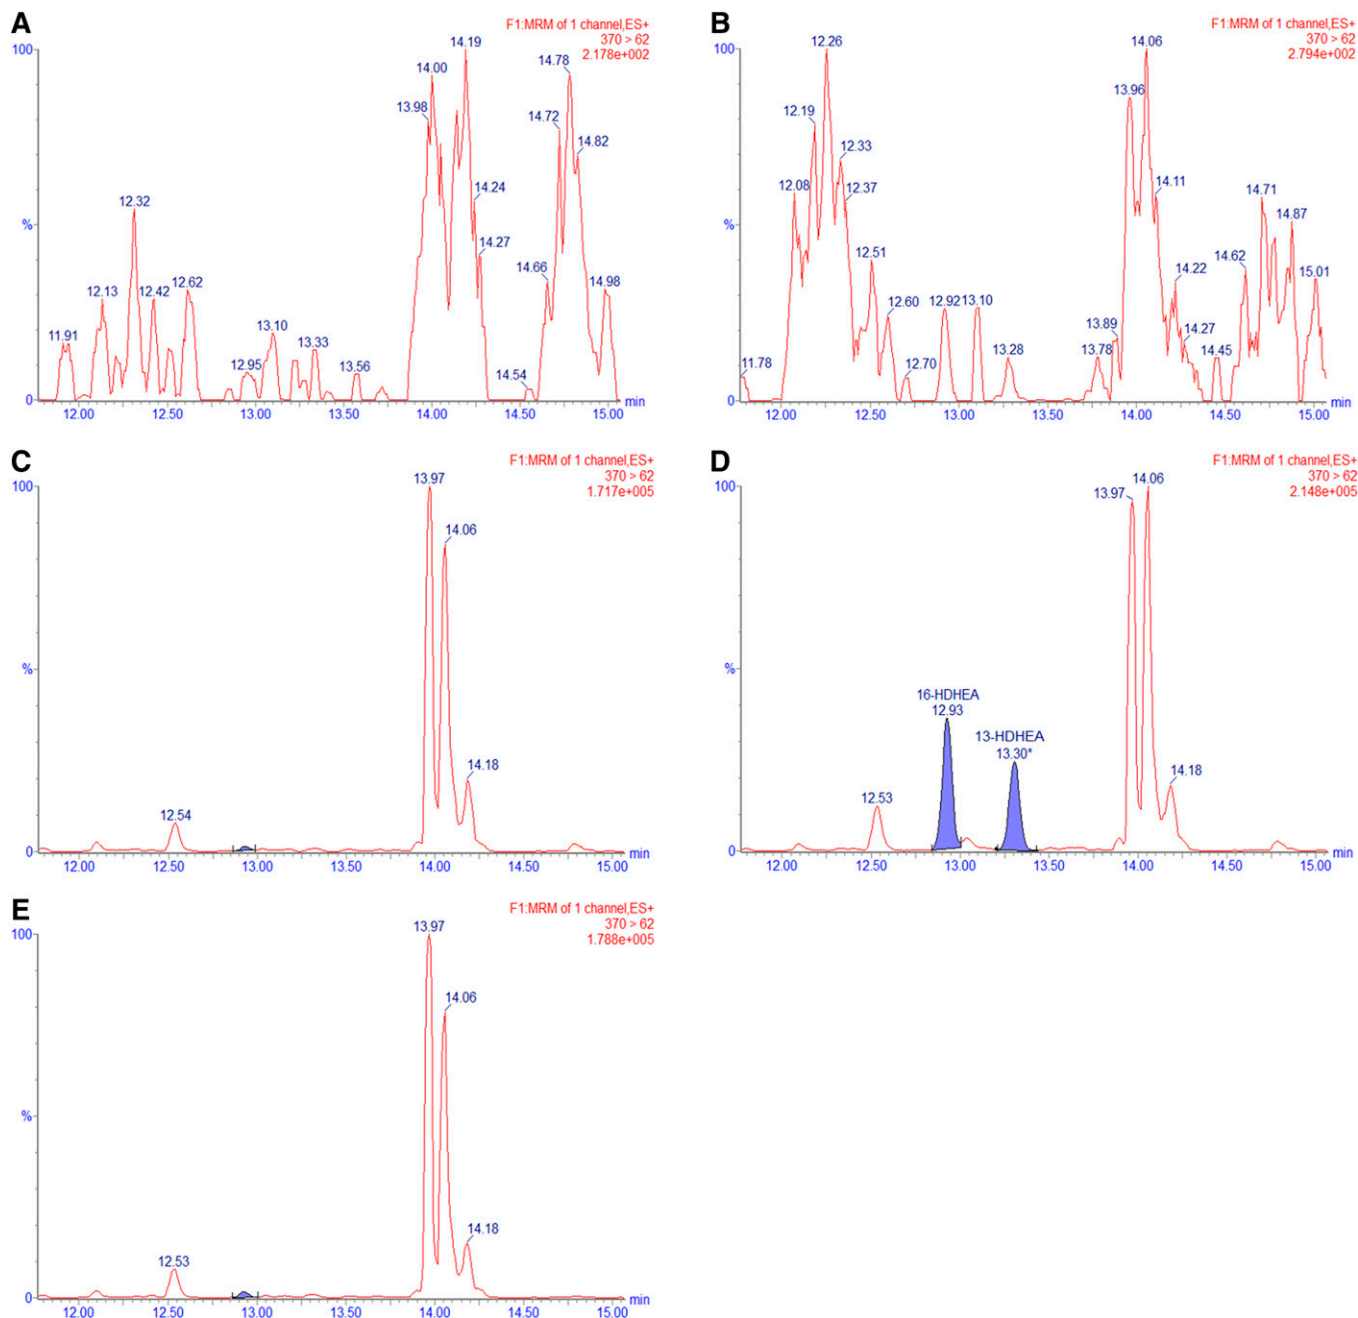 A
F1:MRM of 1 channel,ES+
370 > 62
2.178e+002
100
%
0
11.91
12.13
12.32
12.42
12.62
12.95
13.10
13.33
13.56
13.98
14.00
14.19
14.24
14.27
14.54
14.66
14.72
14.78
14.82
14.98
12.00 12.50 13.00 13.50 14.00 14.50 15.00 min
B
F1:MRM of 1 channel,ES+
370 > 62
2.794e+002
100
%
0
11.78
12.08
12.19
12.26
12.33
12.37
12.51
12.60
12.70
12.92
13.10
13.28
13.78
13.89
13.96
14.06
14.11
14.22
14.27
14.45
14.62
14.71
14.87
15.01
12.00 12.50 13.00 13.50 14.00 14.50 15.00 min
C
F1:MRM of 1 channel,ES+
370 > 62
1.717e+005
100
%
0
12.54
13.97
14.06
14.18
12.00 12.50 13.00 13.50 14.00 14.50 15.00 min
D
F1:MRM of 1 channel,ES+
370 > 62
2.148e+005
100
%
0
12.53
16-HDHEA
12.93
13-HDHEA
13.30*
13.97
14.06
14.18
12.00 12.50 13.00 13.50 14.00 14.50 15.00 min
E
F1:MRM of 1 channel,ES+
370 > 62
1.788e+005
100
%
0
12.53
13.97
14.06
14.18
12.00 12.50 13.00 13.50 14.00 14.50 15.00 min